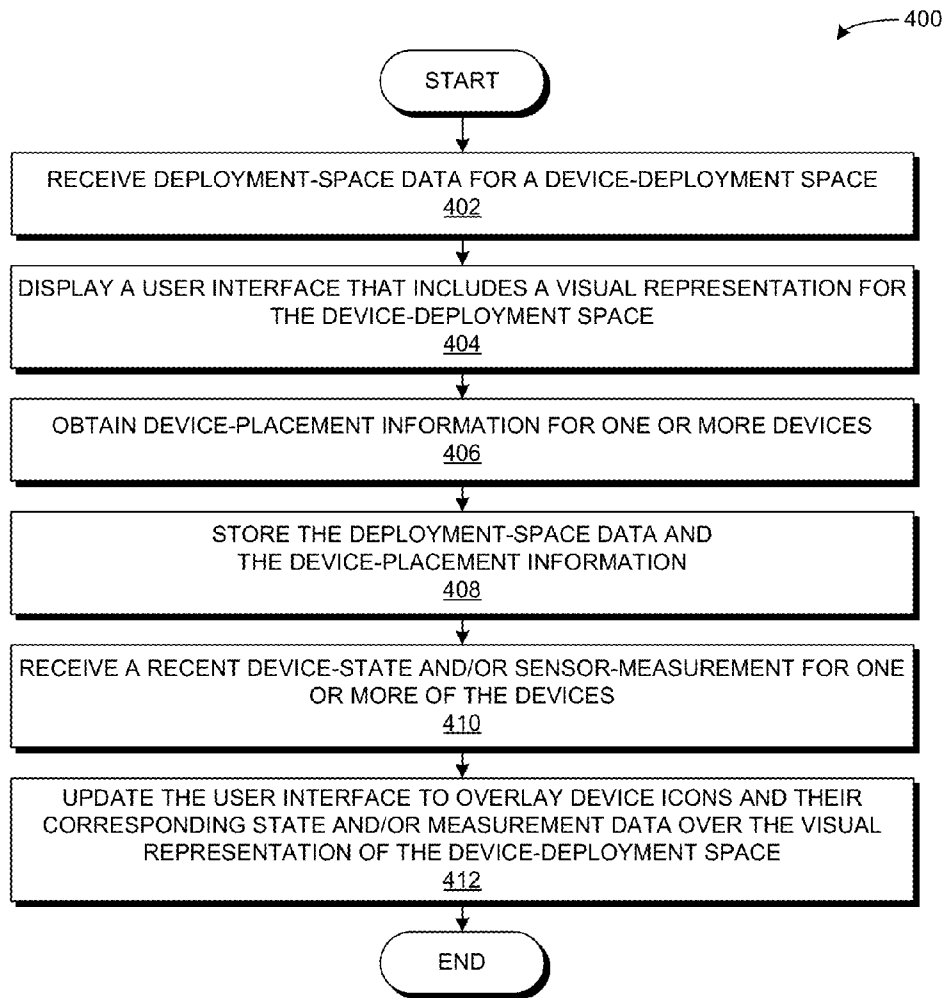 400
START
RECEIVE DEPLOYMENT-SPACE DATA FOR A DEVICE-DEPLOYMENT SPACE
402
DISPLAY A USER INTERFACE THAT INCLUDES A VISUAL REPRESENTATION FOR
THE DEVICE-DEPLOYMENT SPACE
404
OBTAIN DEVICE-PLACEMENT INFORMATION FOR ONE OR MORE DEVICES
406
STORE THE DEPLOYMENT-SPACE DATA AND
THE DEVICE-PLACEMENT INFORMATION
408
RECEIVE A RECENT DEVICE-STATE AND/OR SENSOR-MEASUREMENT FOR ONE
OR MORE OF THE DEVICES
410
UPDATE THE USER INTERFACE TO OVERLAY DEVICE ICONS AND THEIR
CORRESPONDING STATE AND/OR MEASUREMENT DATA OVER THE VISUAL
REPRESENTATION OF THE DEVICE-DEPLOYMENT SPACE
412
END